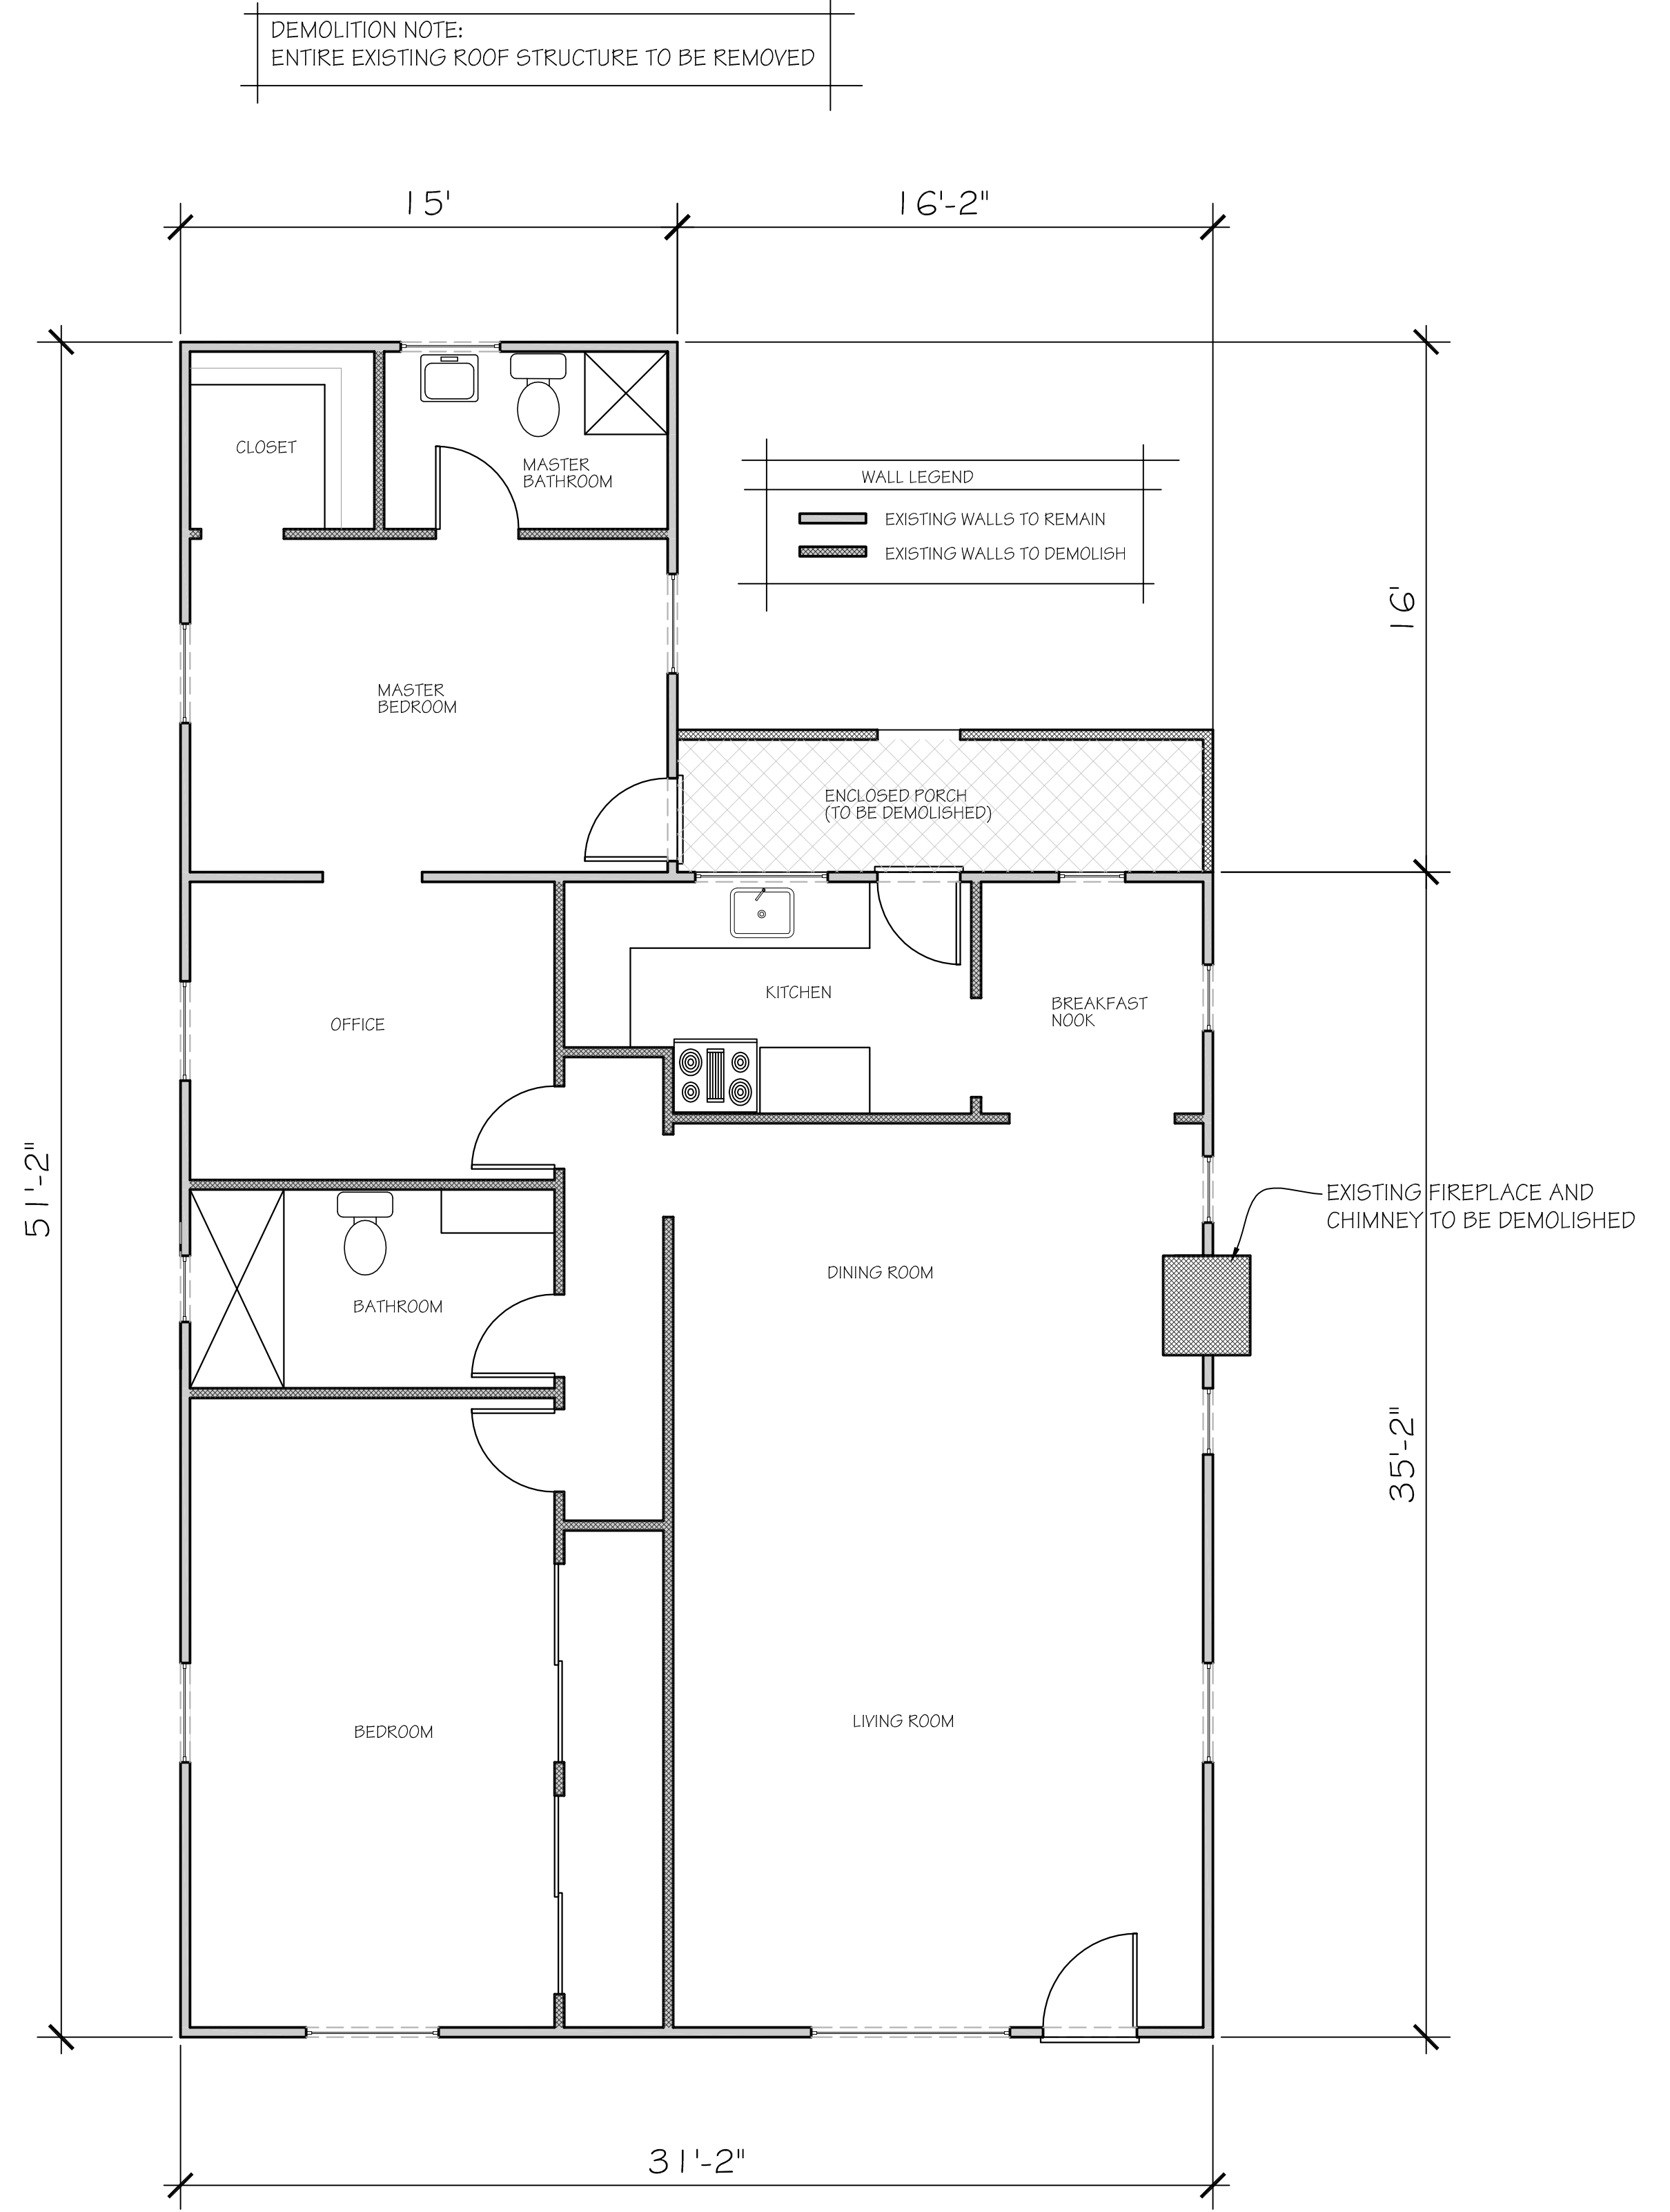 DEMOLITION NOTE:
ENTIRE EXISTING ROOF STRUCTURE TO BE REMOVED
15'
16'-2"
CLOSET
MASTER
BATHROOM
WALL LEGEND
EXISTING WALLS TO REMAIN
EXISTING WALLS TO DEMOLISH
16'
MASTER
BEDROOM
ENCLOSED PORCH
(TO BE DEMOLISHED)
KITCHEN
BREAKFAST
NOOK
OFFICE
51'-2"
EXISTING FIREPLACE AND
CHIMNEY TO BE DEMOLISHED
DINING ROOM
BATHROOM
35'-2"
LIVING ROOM
BEDROOM
31'-2"